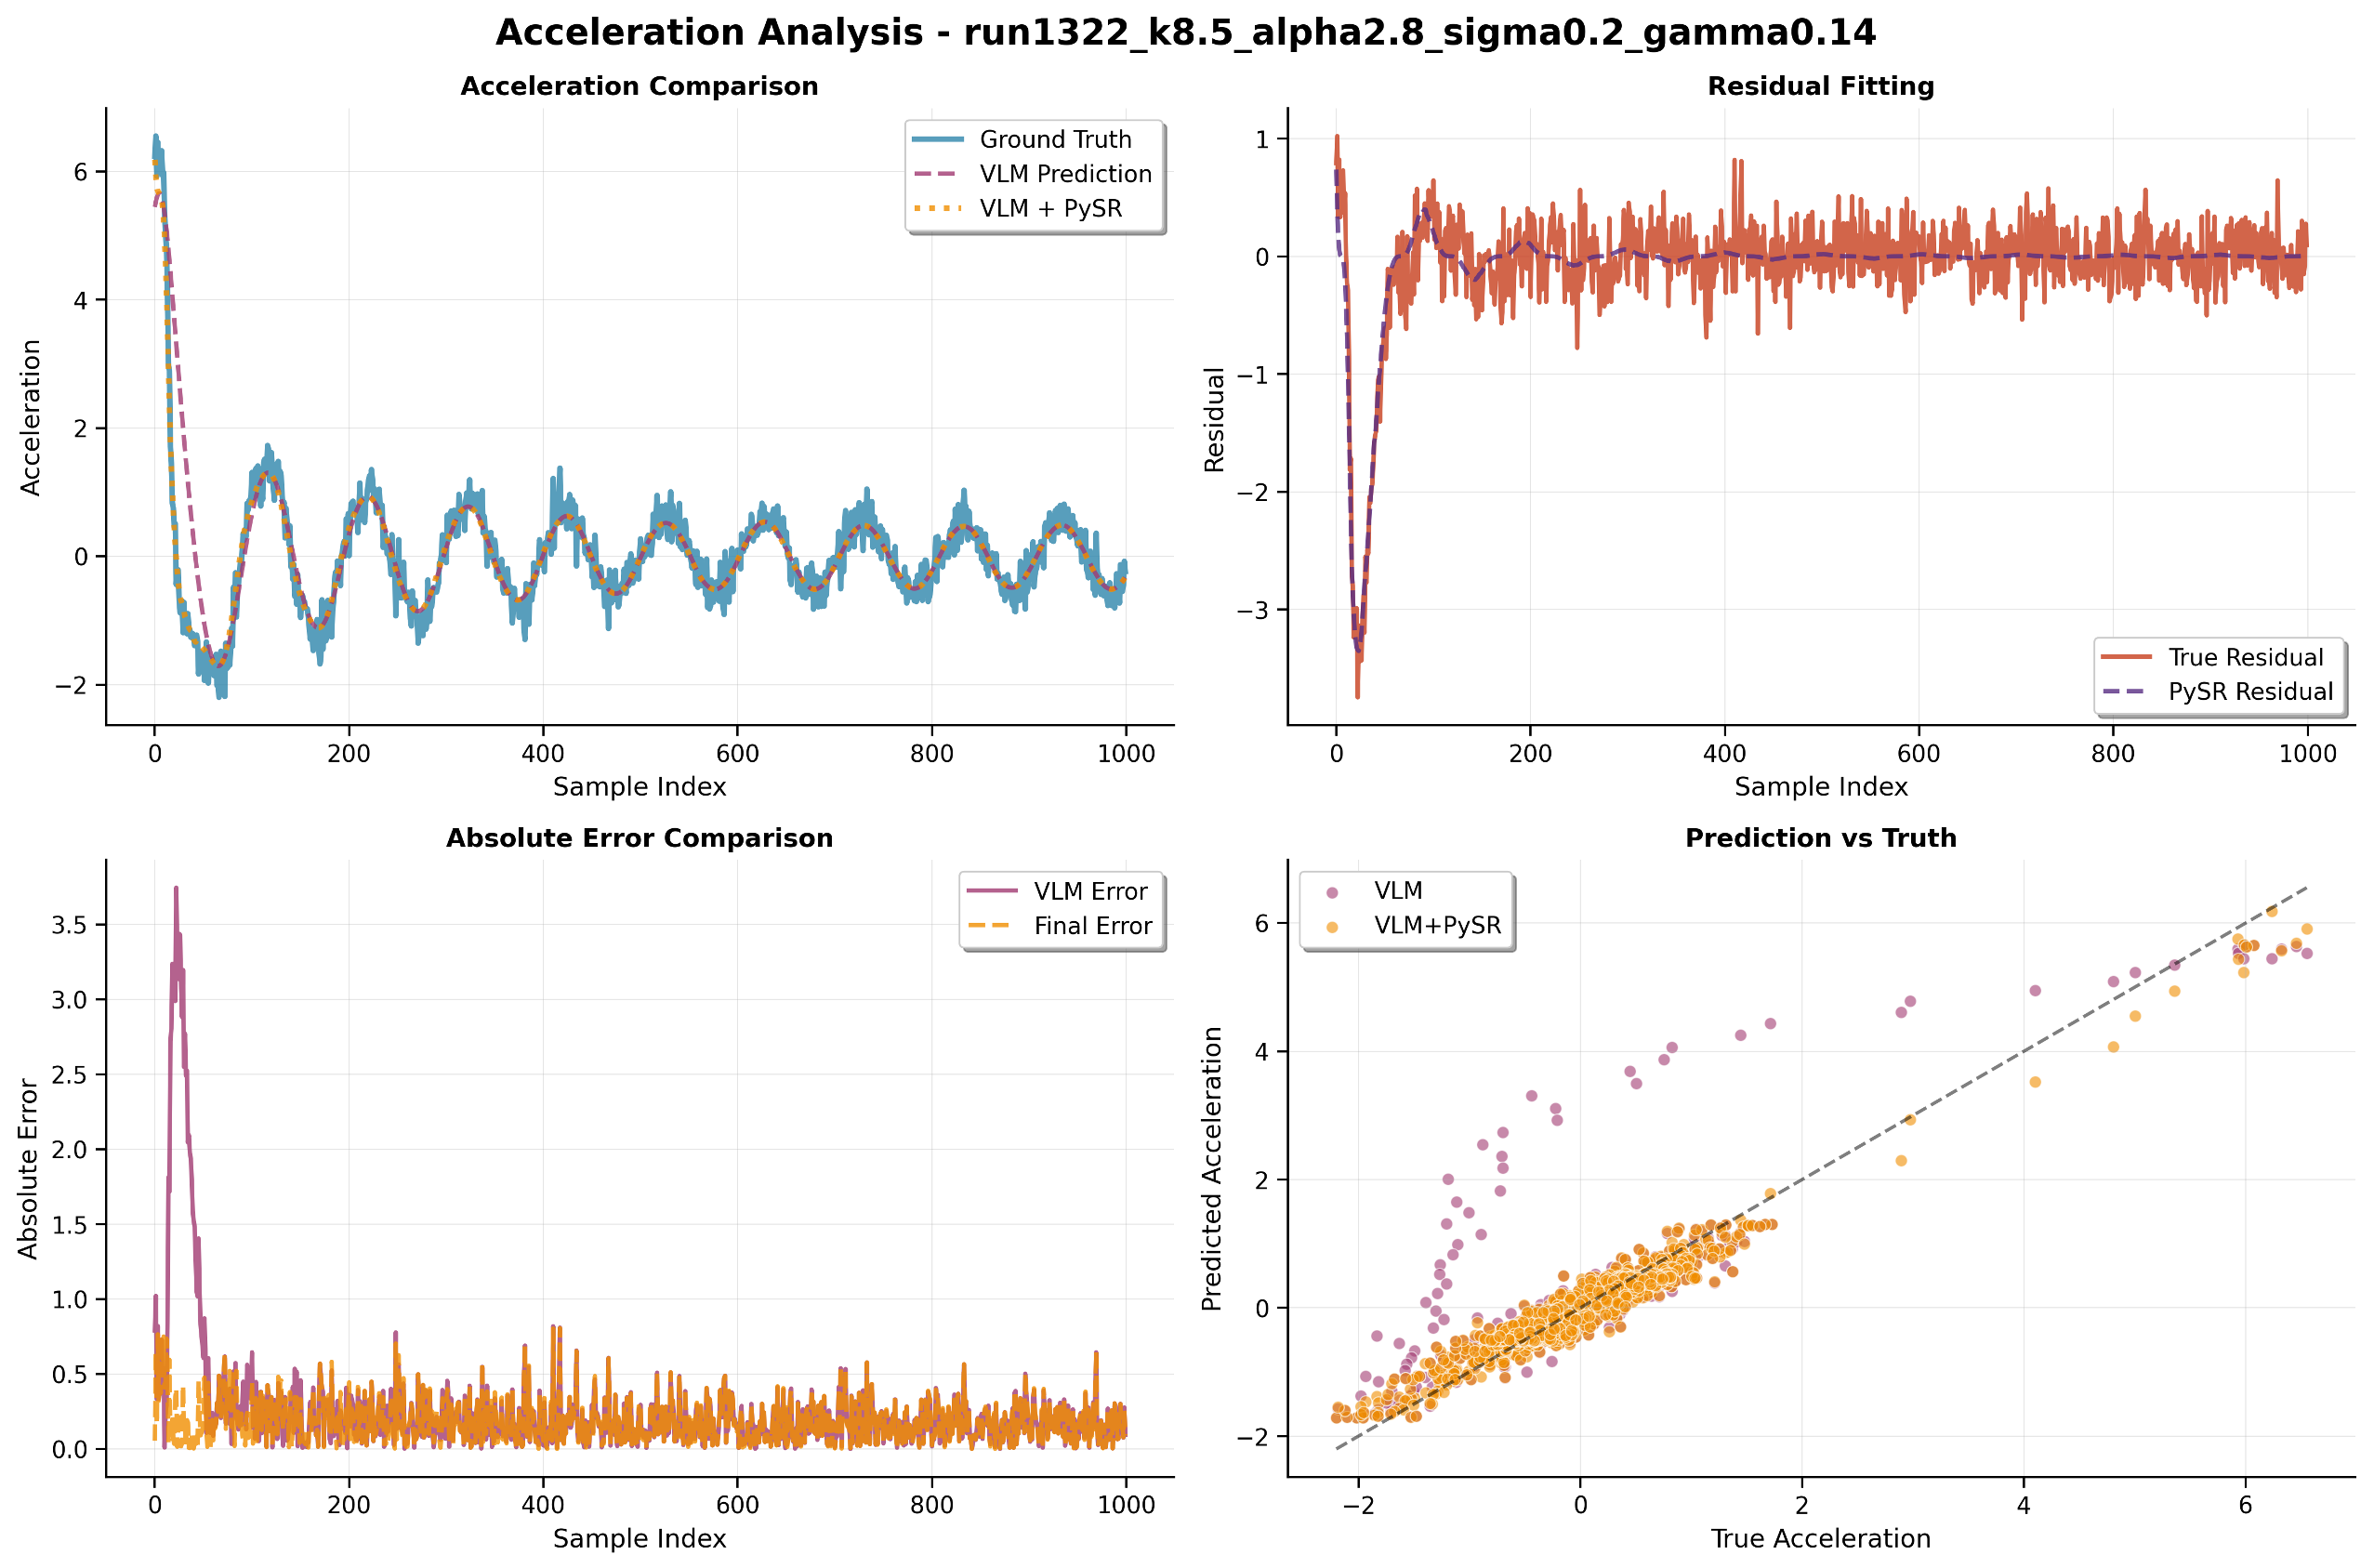 Acceleration Analysis - run1322_k8.5_alpha2.8_sigma0.2_gamma0.14
Acceleration Comparison
Acceleration
6
4
2
0
−2
0 200 400 600 800 1000
Sample Index
Ground Truth
VLM Prediction
VLM + PySR
Residual Fitting
Residual
1
0
−1
−2
−3
0 200 400 600 800 1000
Sample Index
True Residual
PySR Residual
Absolute Error Comparison
Absolute Error
3.5
3.0
2.5
2.0
1.5
1.0
0.5
0.0
0 200 400 600 800 1000
Sample Index
VLM Error
Final Error
Prediction vs Truth
Predicted Acceleration
6
4
2
0
−2
−2 0 2 4 6
True Acceleration
VLM
VLM+PySR